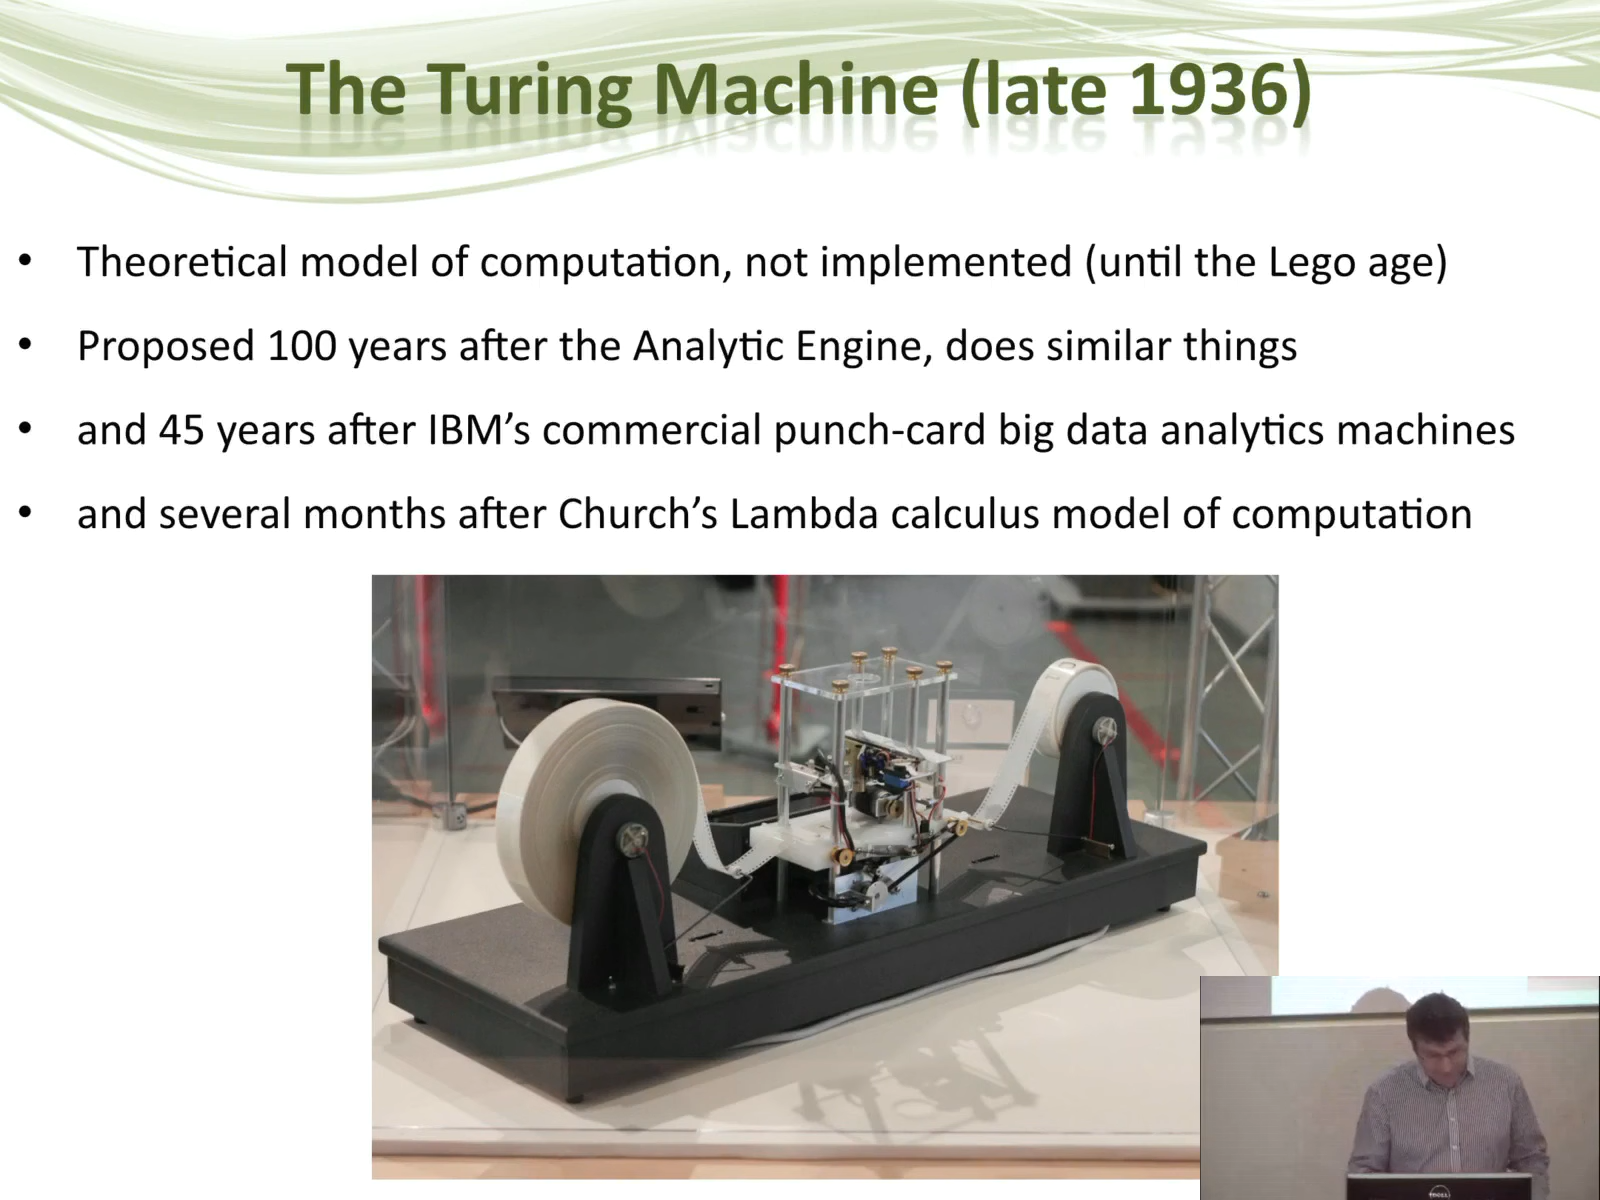 The Turing Machine (late 1936)
• Theoretical model of computation, not implemented (until the Lego age)
• Proposed 100 years after the Analytic Engine, does similar things
• and 45 years after IBM’s commercial punch-card big data analytics machines
• and several months after Church’s Lambda calculus model of computation
DELL